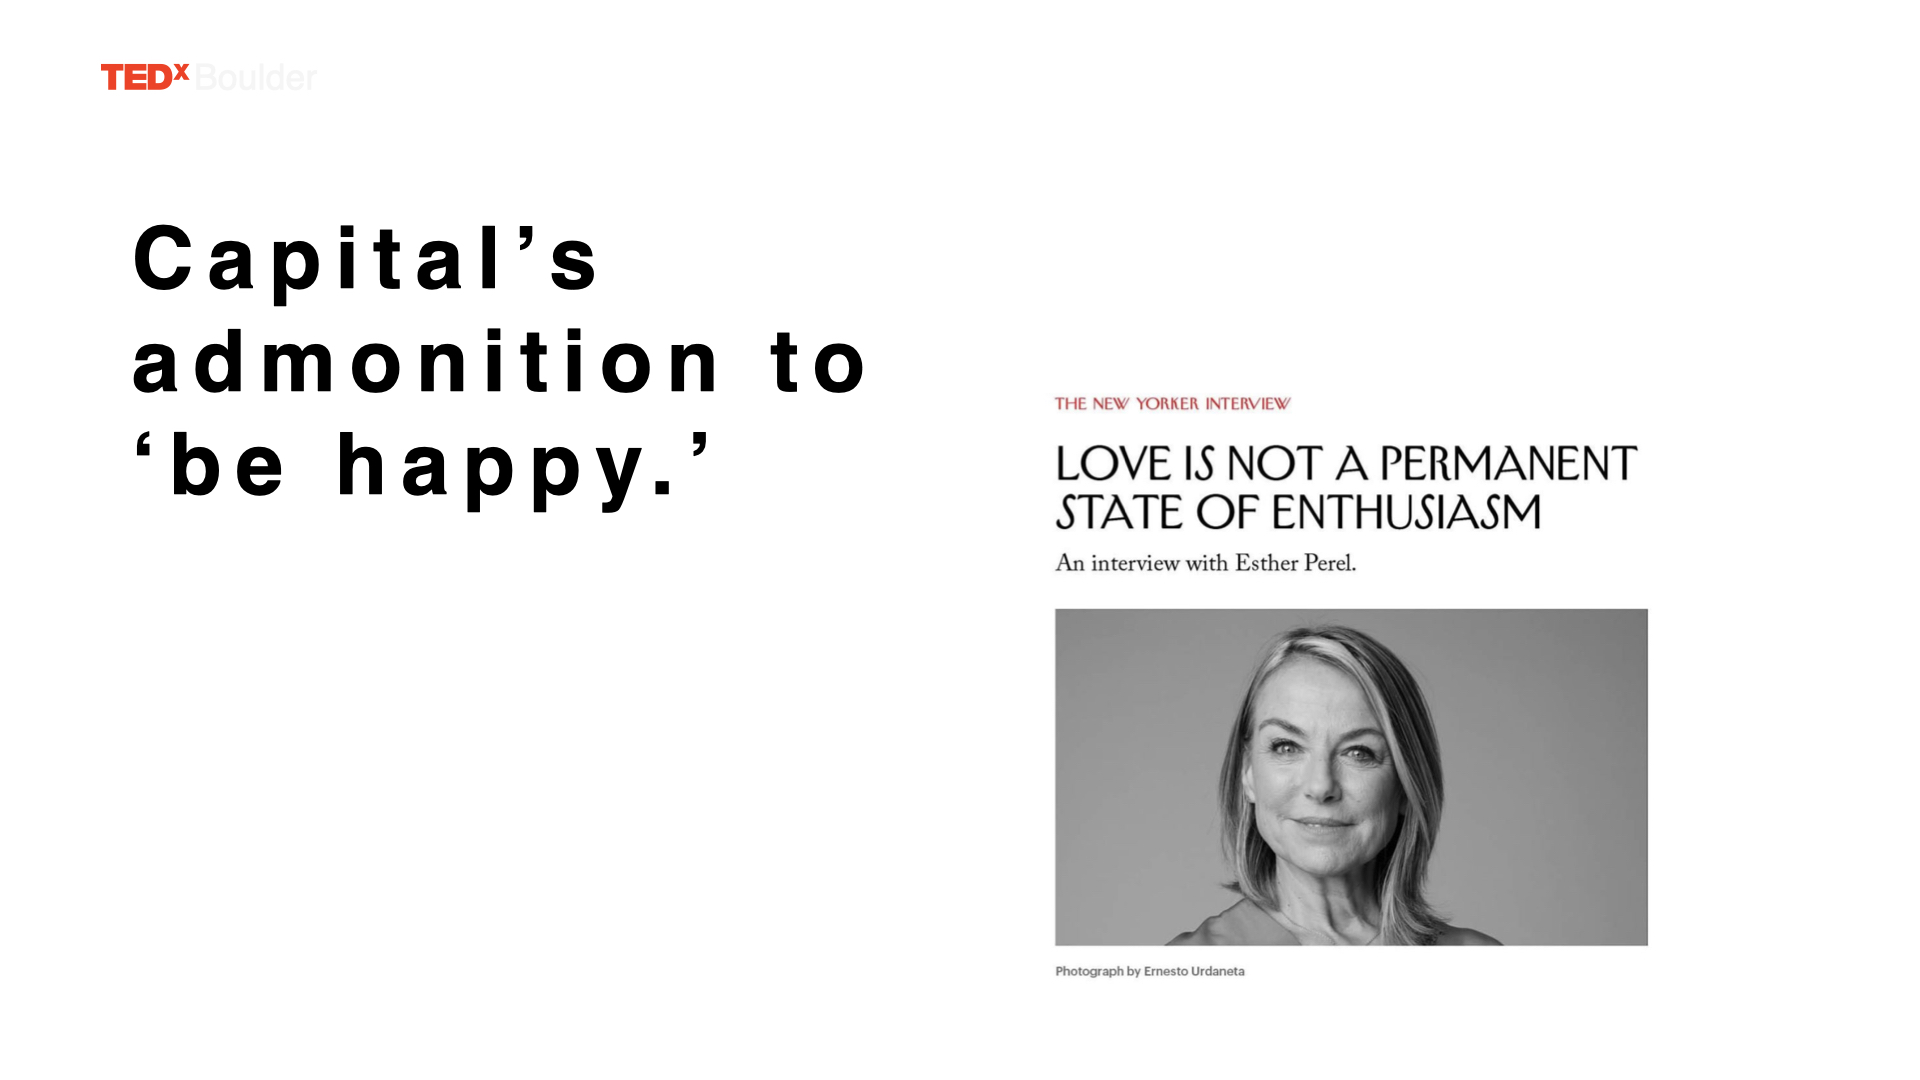 TEDx Boulder
Capital’s
admonition to
‘be happy.’
THE NEW YORKER INTERVIEW
LOVE IS NOT A PERMANENT
STATE OF ENTHUSIASM
An interview with Esther Perel.
Photograph by Ernesto Urdaneta